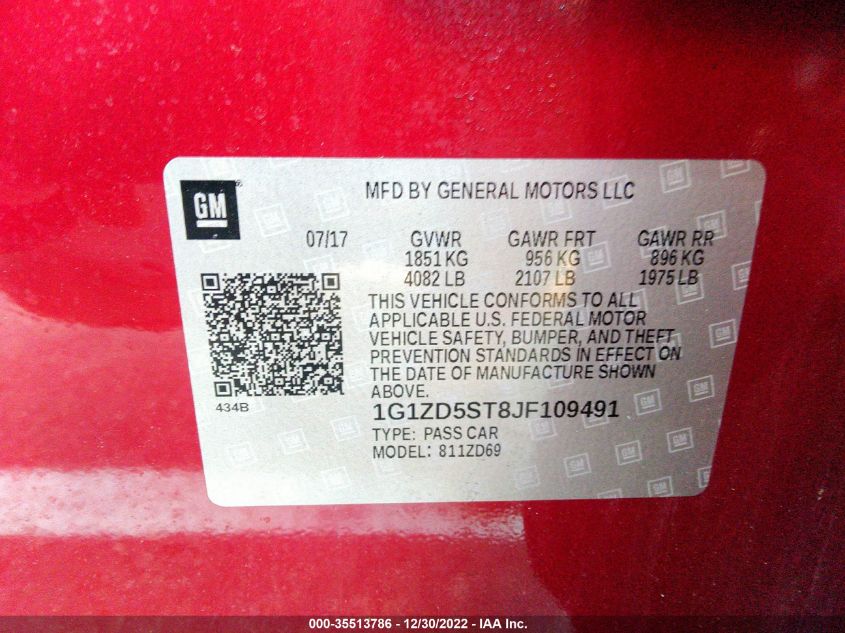 GM®
MFD BY GENERAL MOTORS LLC
07/17 GVWR GAWR FRT GAWR RR
1851 KG 956 KG 896 KG
4082 LB 2107 LB 1975 LB
THIS VEHICLE CONFORMS TO ALL
APPLICABLE U.S. FEDERAL MOTOR
VEHICLE SAFETY, BUMPER, AND THEFT
PREVENTION STANDARDS IN EFFECT ON
THE DATE OF MANUFACTURE SHOWN
ABOVE.
434B
1G1ZD5ST8JF109491
TYPE: PASS CAR
MODEL: 811ZD69
000-35513786 - 12/30/2022 - IAA Inc.